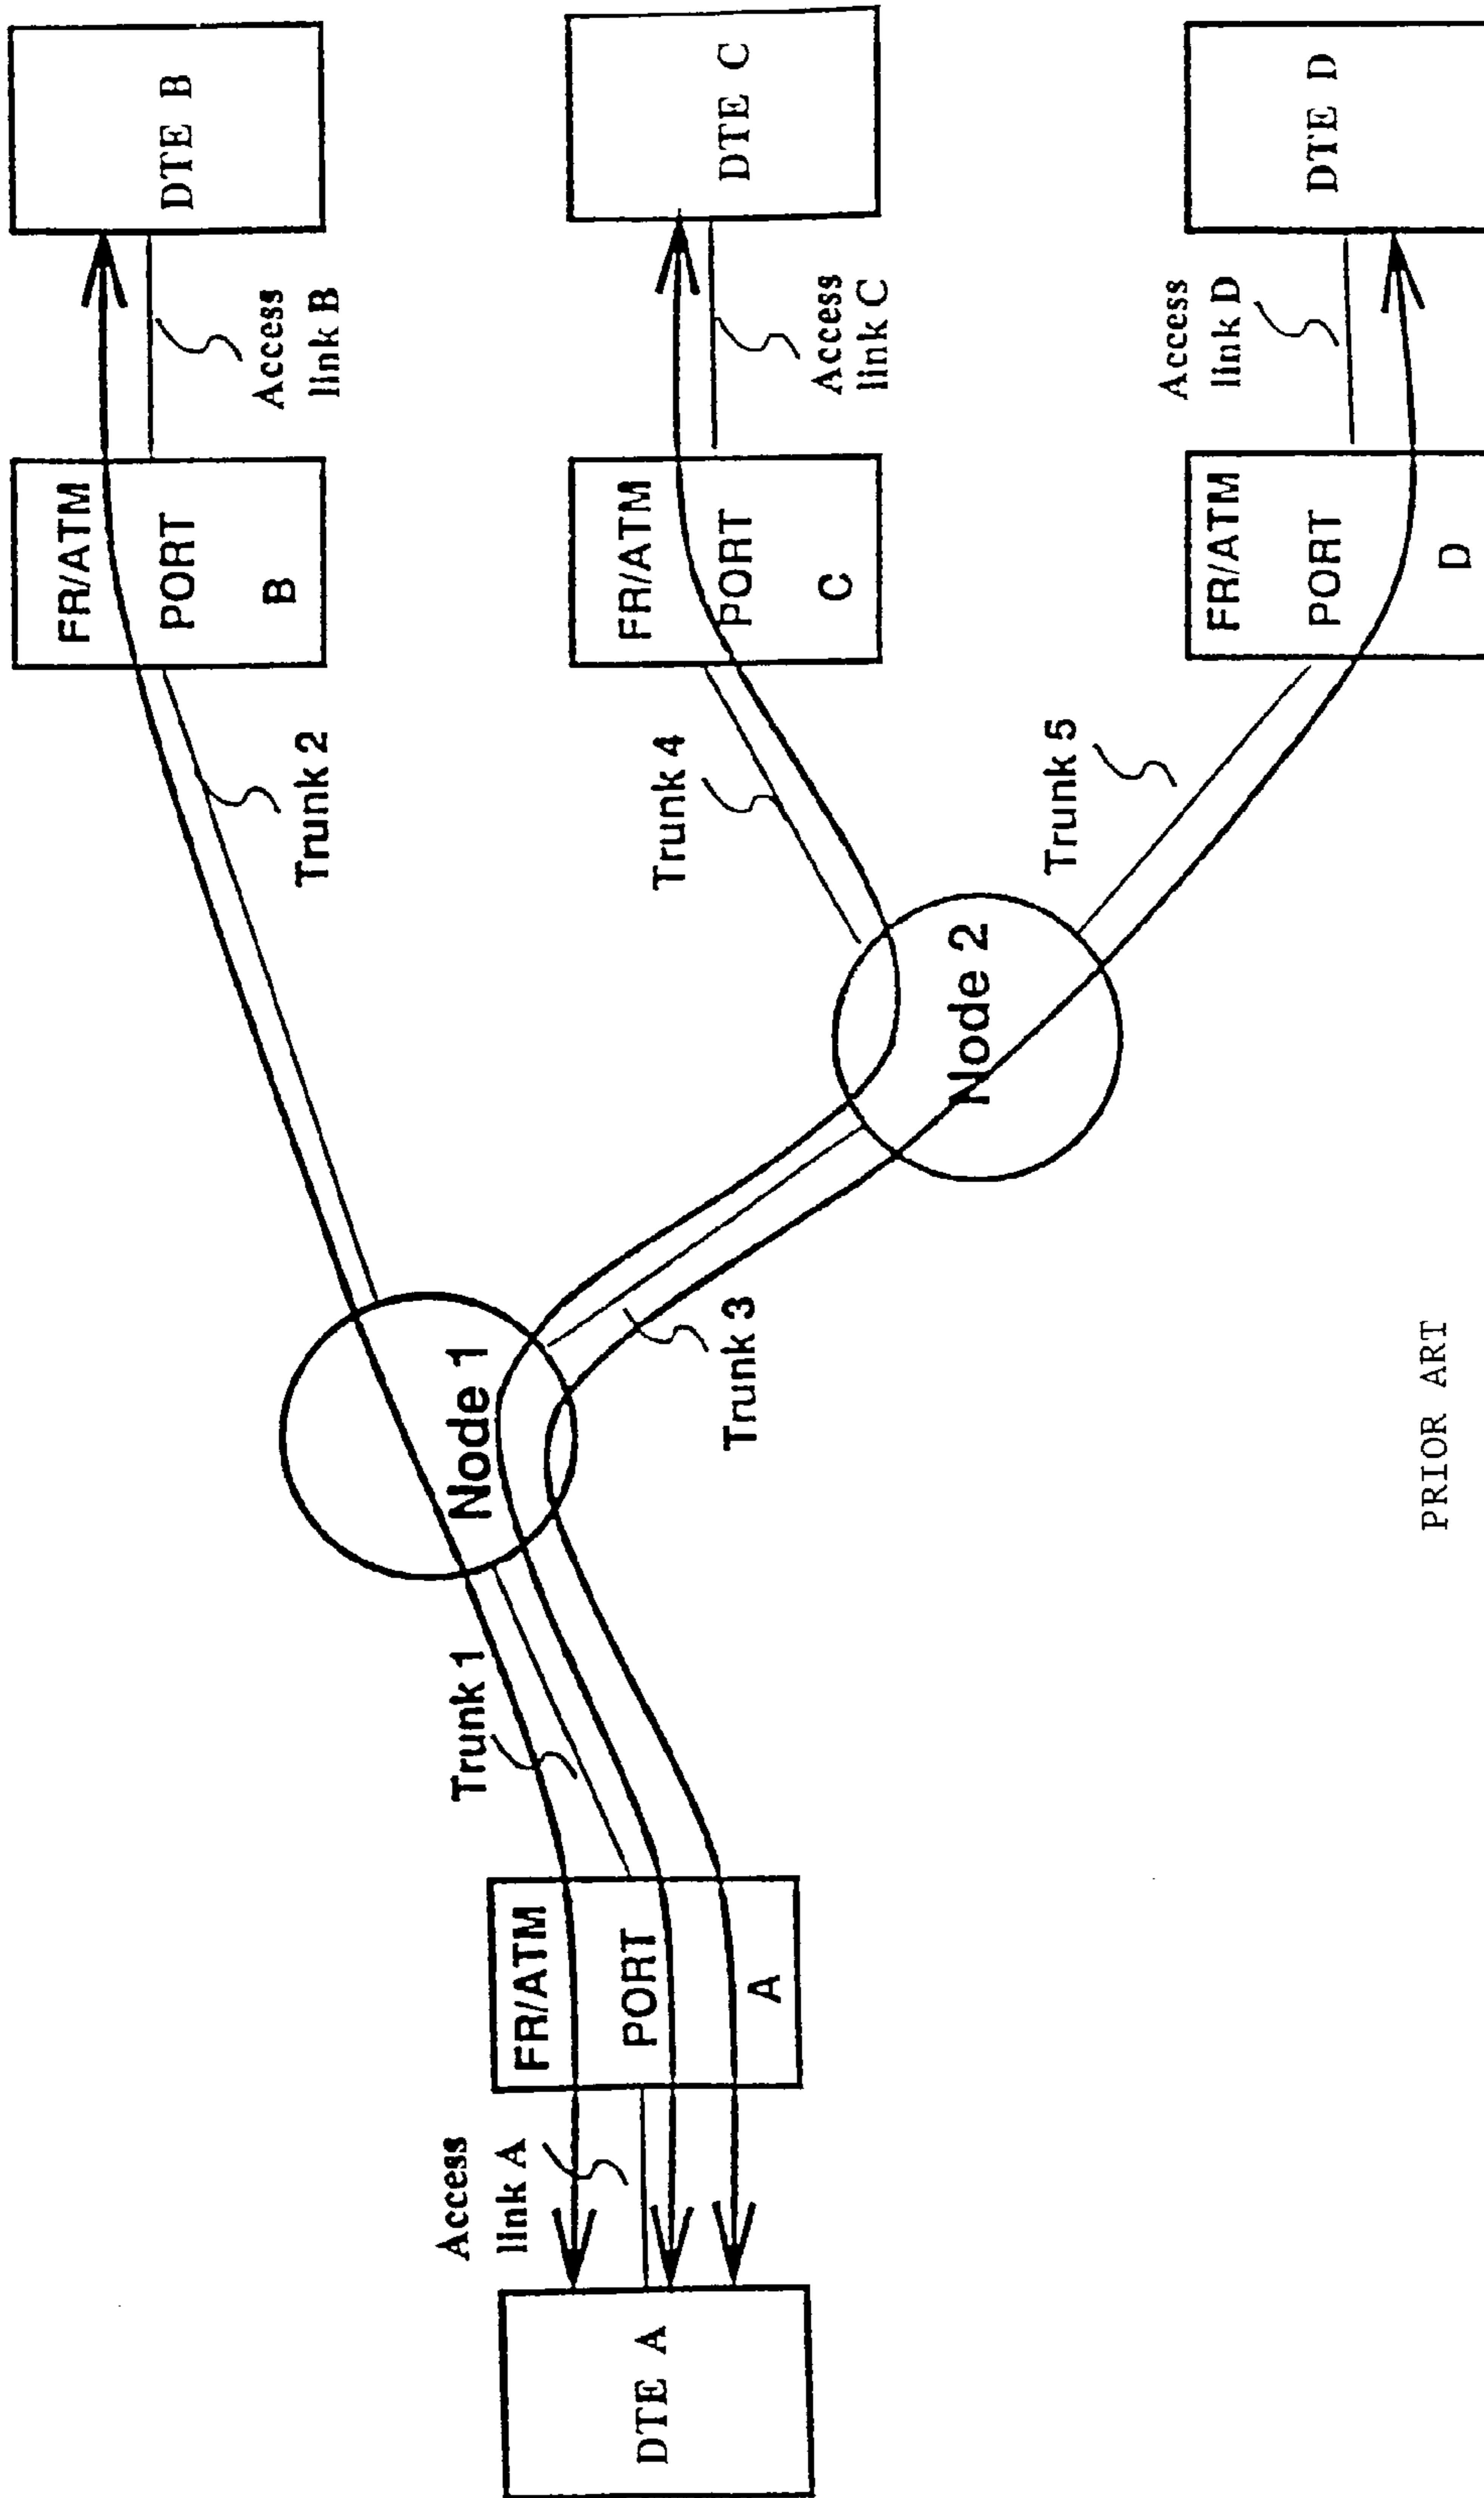 DTE A
Access
link A
FR/ATM
PORT
A
Trunk 1
Node 1
Trunk 3
Trunk 2
Node 2
Trunk 4
Trunk 5
FR/ATM
PORT
B
Access
link B
DTE B
FR/ATM
PORT
C
Access
link C
DTE C
FR/ATM
PORT
D
Access
link D
DTE D
PRIOR ART